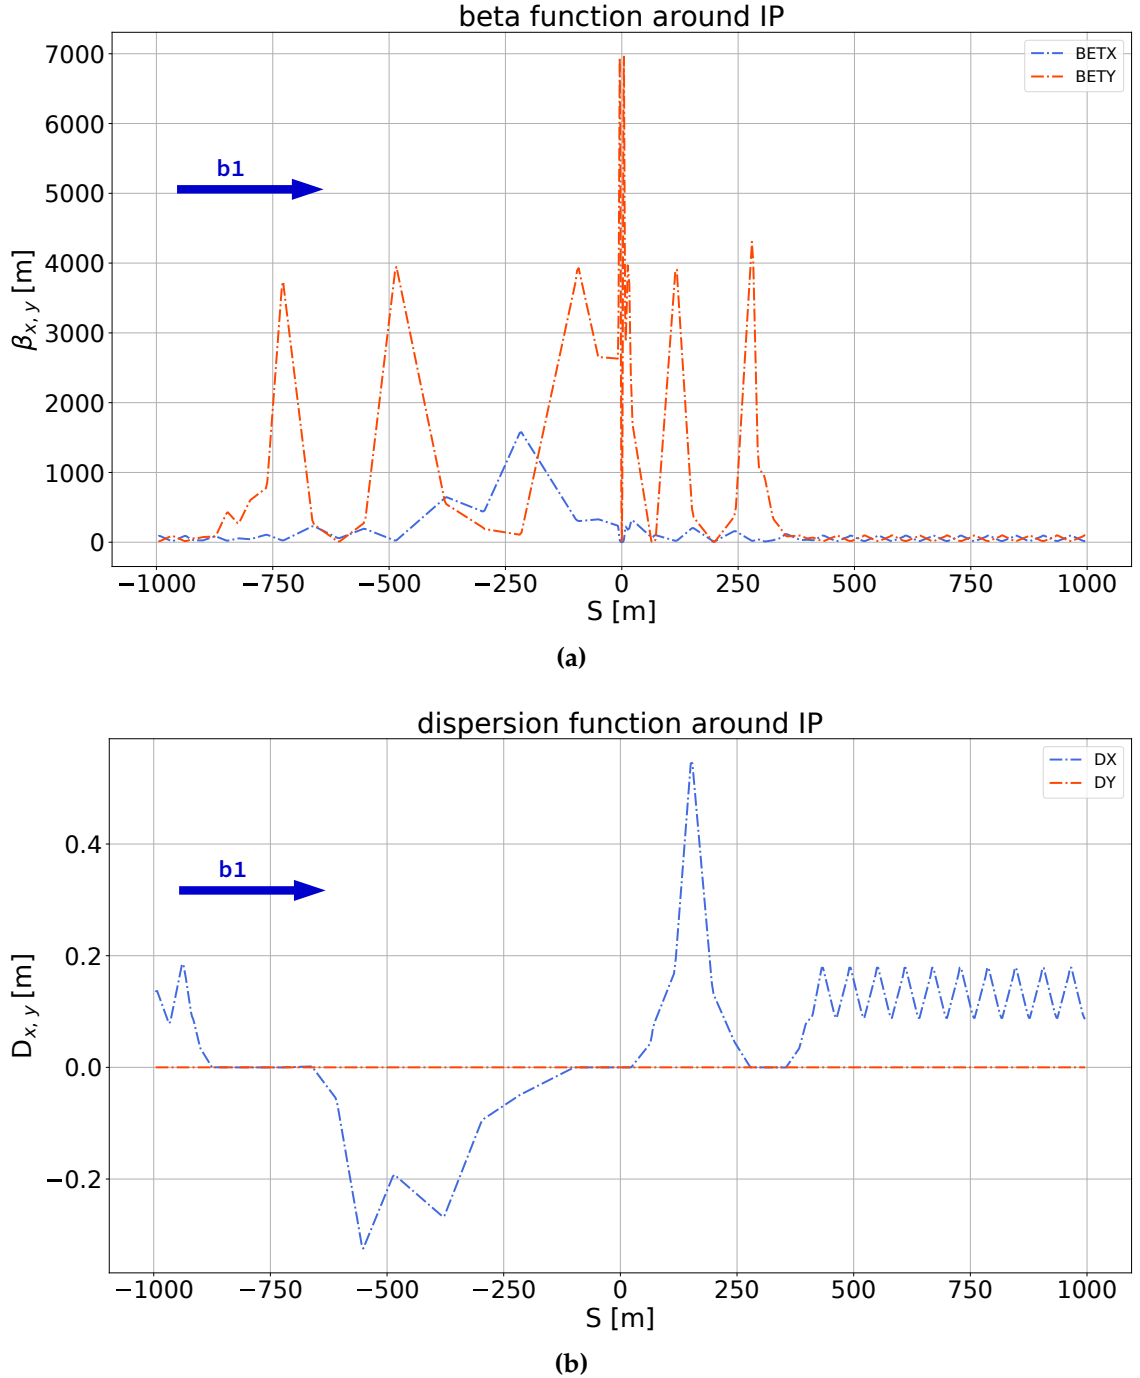 beta function around IP
7000
6000
5000
4000
3000
2000
1000
0
βx, y [m]
BETX
BETY
b1
−1000 −750 −500 −250 0 250 500 750 1000
S [m]
(a)
dispersion function around IP
0.4
0.2
0.0
−0.2
Dx, y [m]
DX
DY
b1
−1000 −750 −500 −250 0 250 500 750 1000
S [m]
(b)